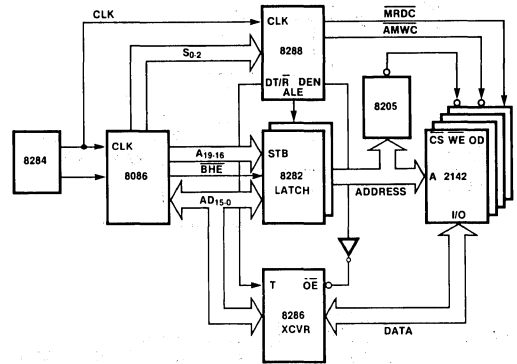 CLK
CLK
MRDC
AMWC
S0-2
8288
DT/R DEN
ALE
8205
8284
CLK
8086
A19-16
BHE
AD15-0
STB
8282
LATCH
ADDRESS
CS WE OD
A 2142
I/O
T OE
8286
XCVR
DATA